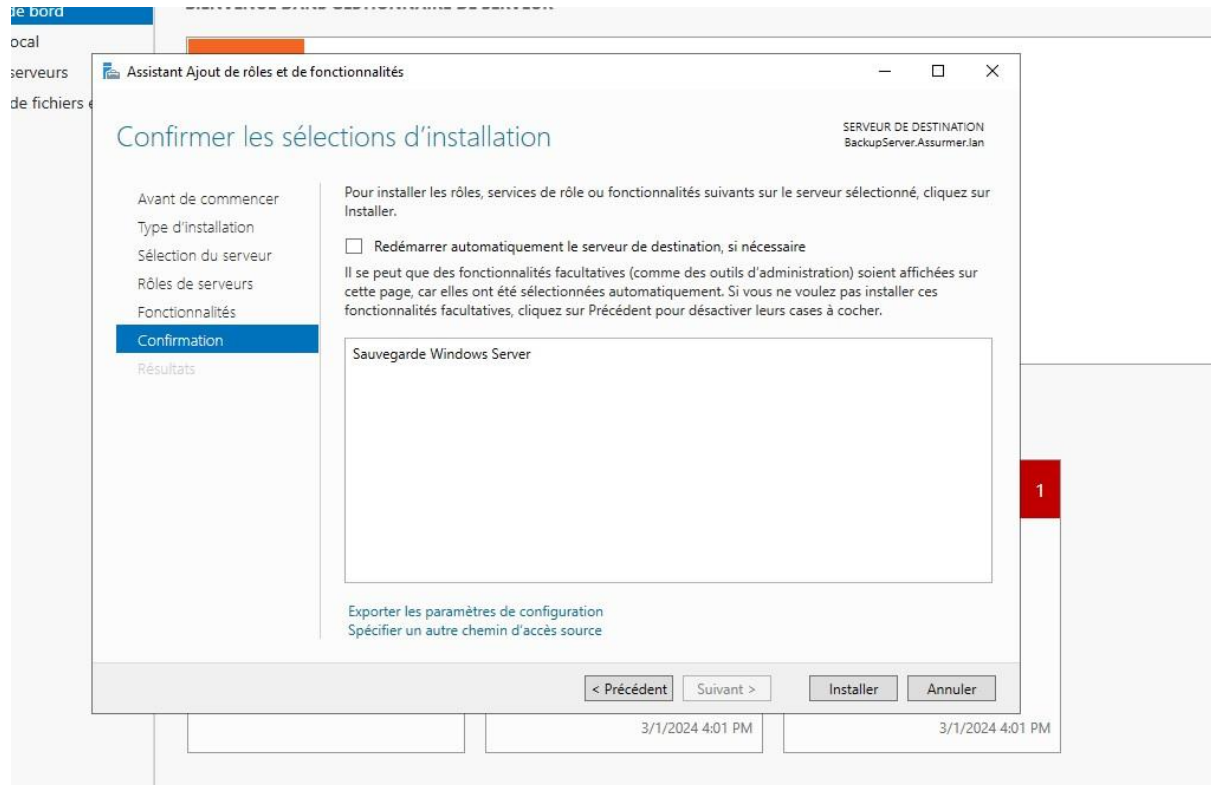 de bord
ocal
serveurs
de fichiers e
Assistant Ajout de rôles et de fonctionnalités
Confirmer les sélections d'installation
SERVEUR DE DESTINATION
BackupServer.Assurmer.lan
Avant de commencer
Type d'installation
Sélection du serveur
Rôles de serveurs
Fonctionnalités
Confirmation
Résultats
Pour installer les rôles, services de rôle ou fonctionnalités suivants sur le serveur sélectionné, cliquez sur
Installer.
Redémarrer automatiquement le serveur de destination, si nécessaire
Il se peut que des fonctionnalités facultatives (comme des outils d'administration) soient affichées sur
cette page, car elles ont été sélectionnées automatiquement. Si vous ne voulez pas installer ces
fonctionnalités facultatives, cliquez sur Précédent pour désactiver leurs cases à cocher.
Sauvegarde Windows Server
Exporter les paramètres de configuration
Spécifier un autre chemin d'accès source
< Précédent
Suivant >
Installer
Annuler
1
3/1/2024 4:01 PM
3/1/2024 4:01 PM